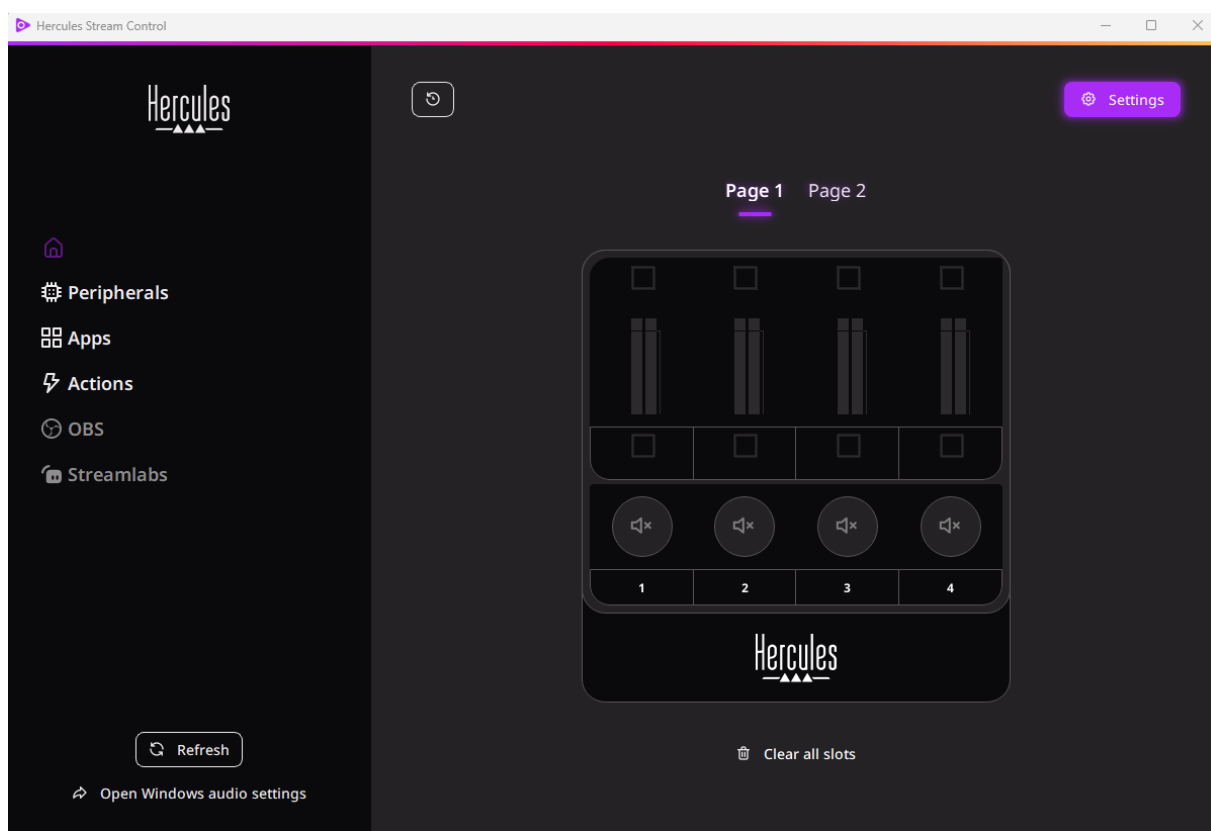 Hercules Stream Control
Hercules
Settings
Page 1 Page 2
Peripherals
Apps
Actions
OBS
Streamlabs
1 2 3 4
Hercules
Refresh
Clear all slots
Open Windows audio settings